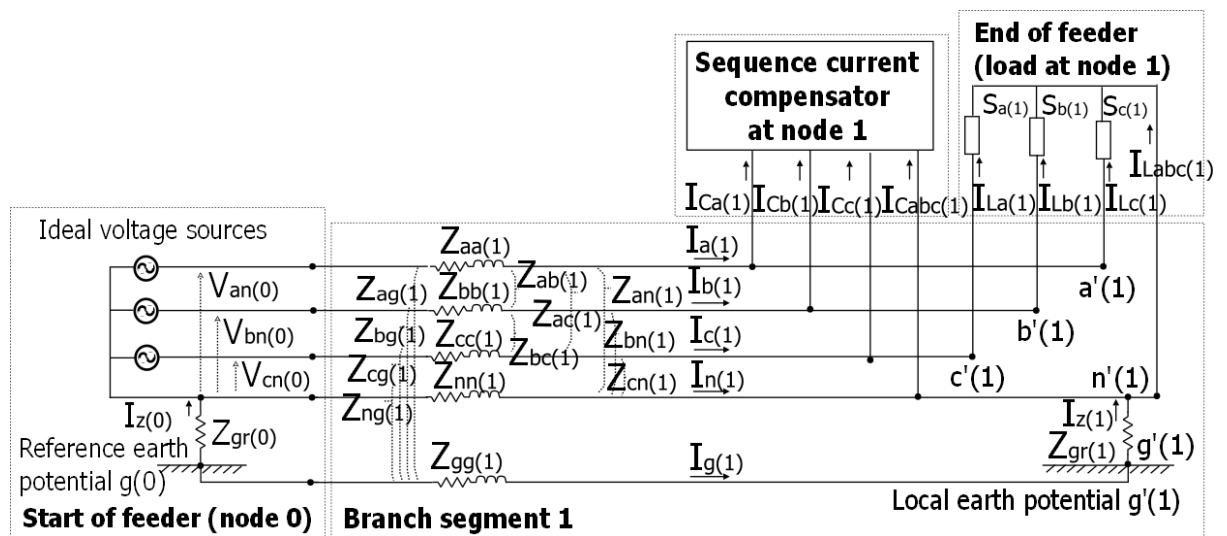 End of feeder
(load at node 1)
Sequence current
compensator
at node 1
Sa(1)
Sb(1)
Sc(1)
ILabc(1)
ICa(1)
ICb(1)
ICc(1)
ICabc(1)
ILa(1)
ILb(1)
ILc(1)
Ideal voltage sources
Zaa(1)
Ia(1)
Van(0)
Zag(1)
Zbb(1)
Zab(1)
Zan(1)
Ib(1)
a'(1)
Vbn(0)
Zbg(1)
Zcc(1)
Zac(1)
Zbn(1)
Ic(1)
b'(1)
Vcn(0)
Zcg(1)
Zbc(1)
Znn(1)
Zcn(1)
In(1)
c'(1)
n'(1)
Iz(0)
Zng(1)
Iz(1)
Zgr(0)
Zgr(1)
g'(1)
Reference earth
potential g(0)
Zgg(1)
Ig(1)
Local earth potential g'(1)
Start of feeder (node 0)
Branch segment 1